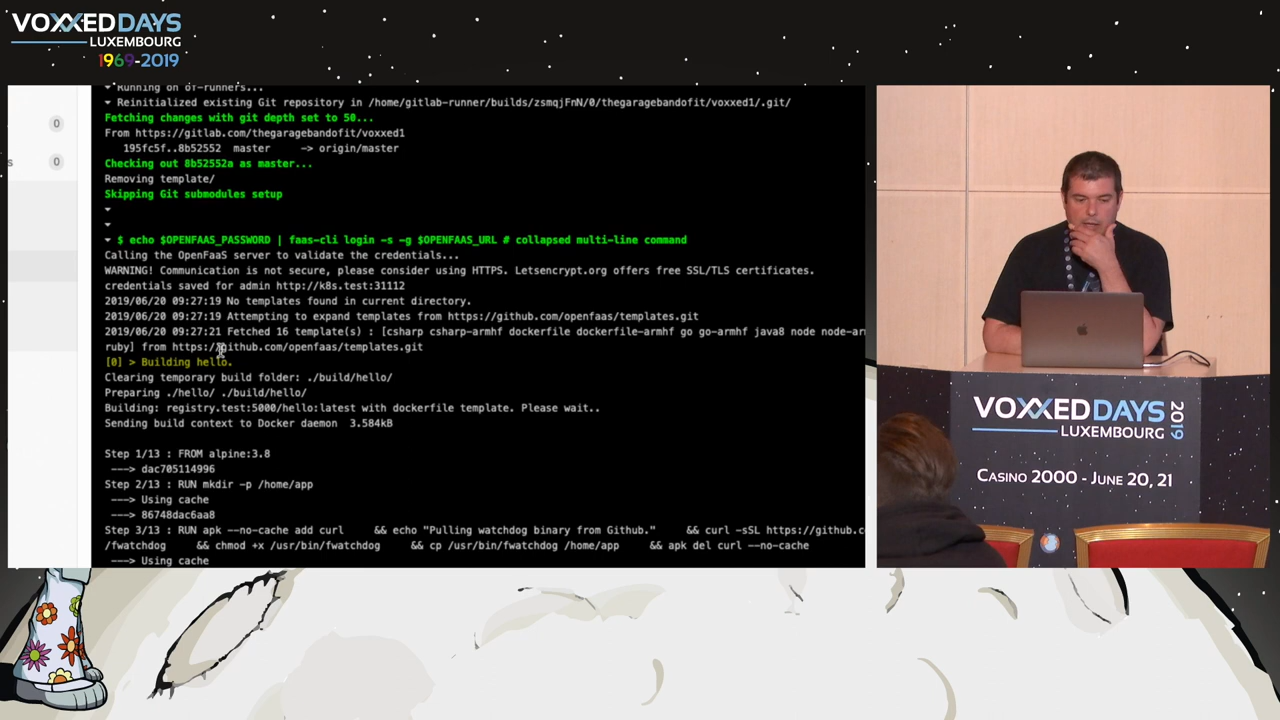 VOXXEDDAYS
LUXEMBOURG
1969-2019
0
s 0
Running on of-runners...
Reinitialized existing Git repository in /home/gitlab-runner/builds/zsmqjFnN/0/thegaragebandofit/voxxed1/.git/
Fetching changes with git depth set to 50...
From https://gitlab.com/thegaragebandofit/voxxed1
195fc5f..8b52552 master -> origin/master
Checking out 8b52552a as master...
Removing template/
Skipping Git submodules setup
$ echo $OPENFAAS_PASSWORD | faas-cli login -s -g $OPENFAAS_URL # collapsed multi-line command
Calling the OpenFaaS server to validate the credentials...
WARNING! Communication is not secure, please consider using HTTPS. Letsencrypt.org offers free SSL/TLS certificates.
credentials saved for admin http://k8s.test:31112
2019/06/20 09:27:19 No templates found in current directory.
2019/06/20 09:27:19 Attempting to expand templates from https://github.com/openfaas/templates.git
2019/06/20 09:27:21 Fetched 16 template(s) : [csharp csharp-armhf dockerfile dockerfile-armhf go go-armhf java8 node node-ar
ruby] from https://github.com/openfaas/templates.git
[0] > Building hello.
Clearing temporary build folder: ./build/hello/
Preparing ./hello/ ./build/hello/
Building: registry.test:5000/hello:latest with dockerfile template. Please wait..
Sending build context to Docker daemon 3.584kB
Step 1/13 : FROM alpine:3.8
---> dac705114996
Step 2/13 : RUN mkdir -p /home/app
---> Using cache
---> 86748dac6aa8
Step 3/13 : RUN apk --no-cache add curl && echo "Pulling watchdog binary from Github." && curl -sSL https://github.c
/fwatchdog && chmod +x /usr/bin/fwatchdog && cp /usr/bin/fwatchdog /home/app && apk del curl --no-cache
---> Using cache
VOXXEDDAYS 2019
LUXEMBOURG
CASINO 2000 - JUNE 20, 21